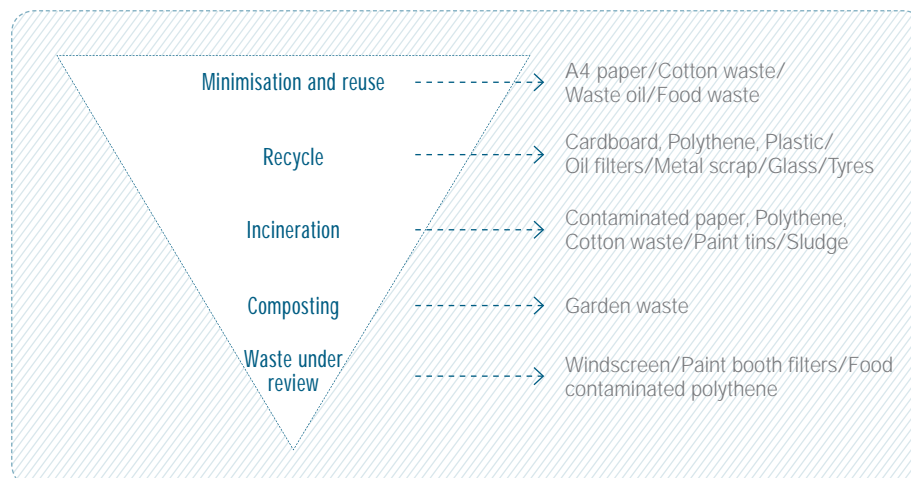 Minimisation and reuse
A4 paper/Cotton waste/
Waste oil/Food waste
Recycle
Cardboard, Polythene, Plastic/
Oil filters/Metal scrap/Glass/Tyres
Incineration
Contaminated paper, Polythene,
Cotton waste/Paint tins/Sludge
Composting
Garden waste
Waste under
review
Windscreen/Paint booth filters/Food
contaminated polythene